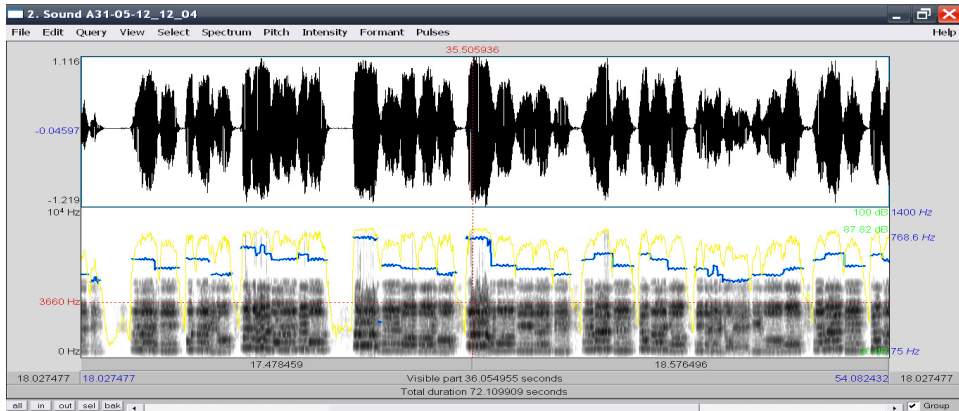 2. Sound A31-05-12_12_04
File Edit Query View Select Spectrum Pitch Intensity Formant Pulses Help
35.505936
1.116
-0.04597
-1.219
10⁴ Hz 100 dB 1400 Hz
87.82 dB 768.6 Hz
3660 Hz
0 Hz 75 Hz
17.478459 18.576496
18.027477 18.027477 Visible part 36.054955 seconds 54.082432 18.027477
Total duration 72.109909 seconds
all in out sel bak Group